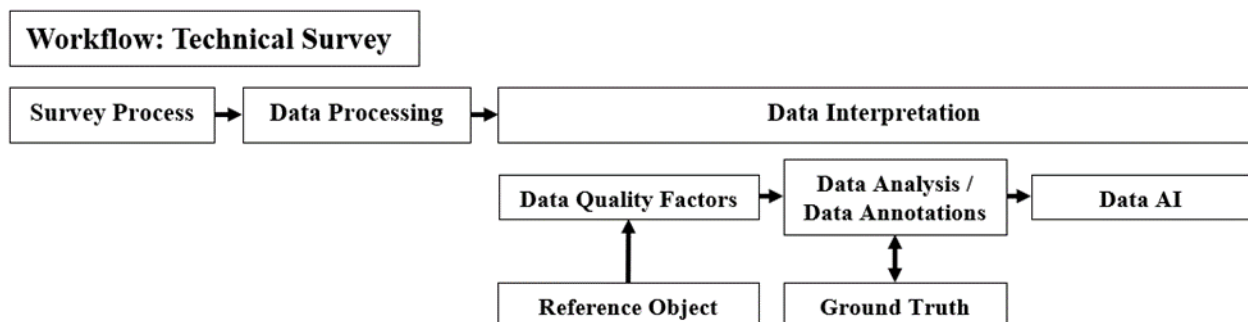 Workflow: Technical Survey
Survey Process
Data Processing
Data Interpretation
Data Quality Factors
Data Analysis /
Data Annotations
Data AI
Reference Object
Ground Truth